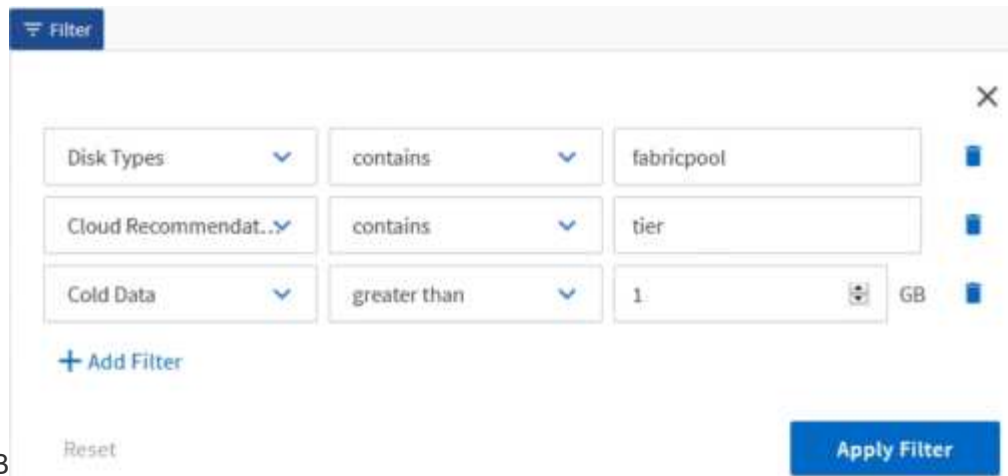 Filter
Disk Types contains fabricpool
Cloud Recommendat... contains tier
Cold Data greater than 1 GB
+ Add Filter
Reset Apply Filter